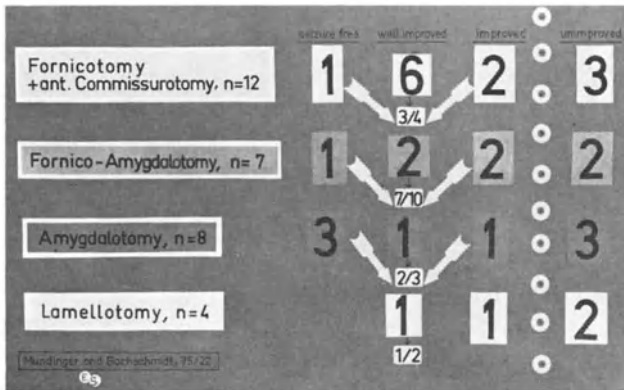 seizure free well improved improved unimproved
Fornicotomy
+ant. Commissurotomy, n=12
1 6 2 3
3/4
Fornico-Amygdalotomy, n=7
1 2 2 2
7/10
Amygdalotomy, n=8
3 1 1 3
2/3
Lamellotomy, n=4
1 1 2
1/2
Mundinger and Bachschmidt, 75/22